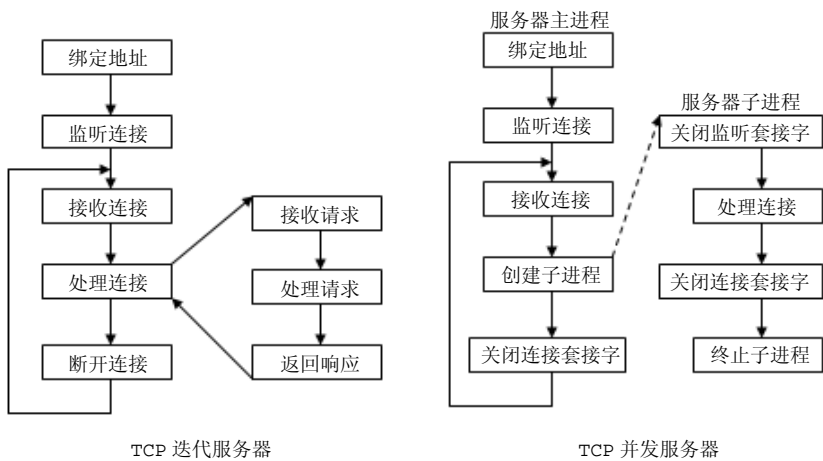 绑定地址
监听连接
接收连接
处理连接
断开连接
接收请求
处理请求
返回响应
TCP 迭代服务器
服务器主进程
绑定地址
监听连接
接收连接
创建子进程
关闭连接套接字
服务器子进程
关闭监听套接字
处理连接
关闭连接套接字
终止子进程
TCP 并发服务器